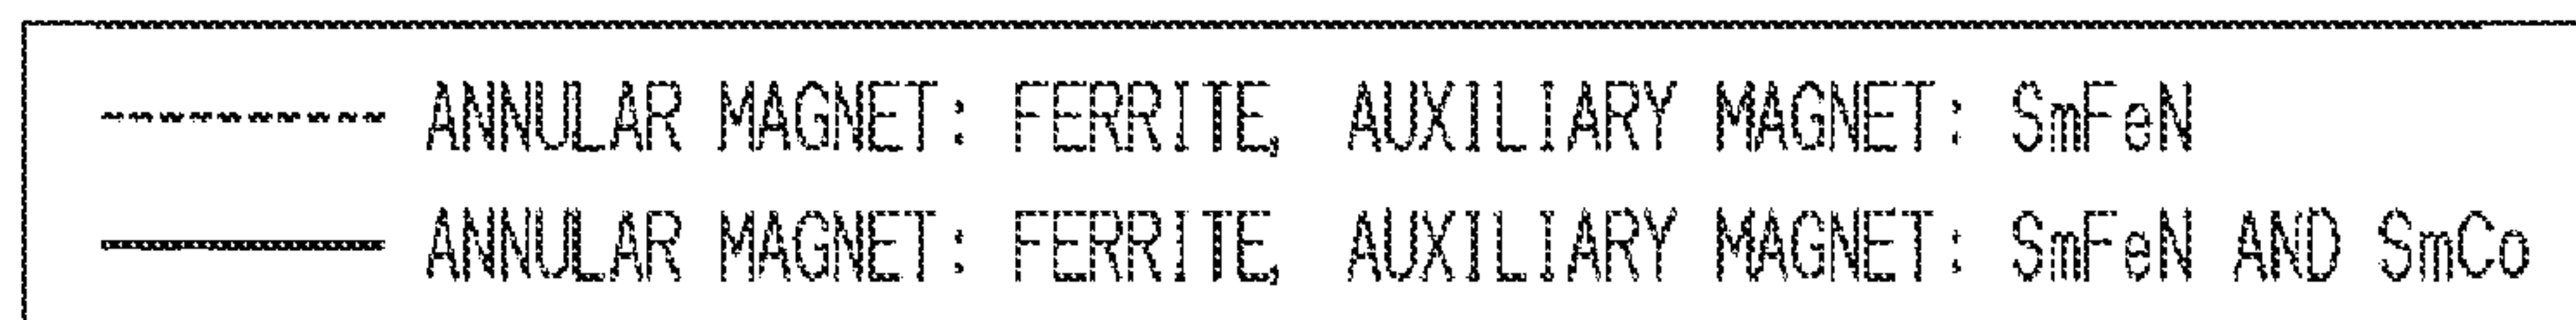 ANNULAR MAGNET: FERRITE, AUXILIARY MAGNET: SmFeN
ANNULAR MAGNET: FERRITE, AUXILIARY MAGNET: SmFeN AND SmCo